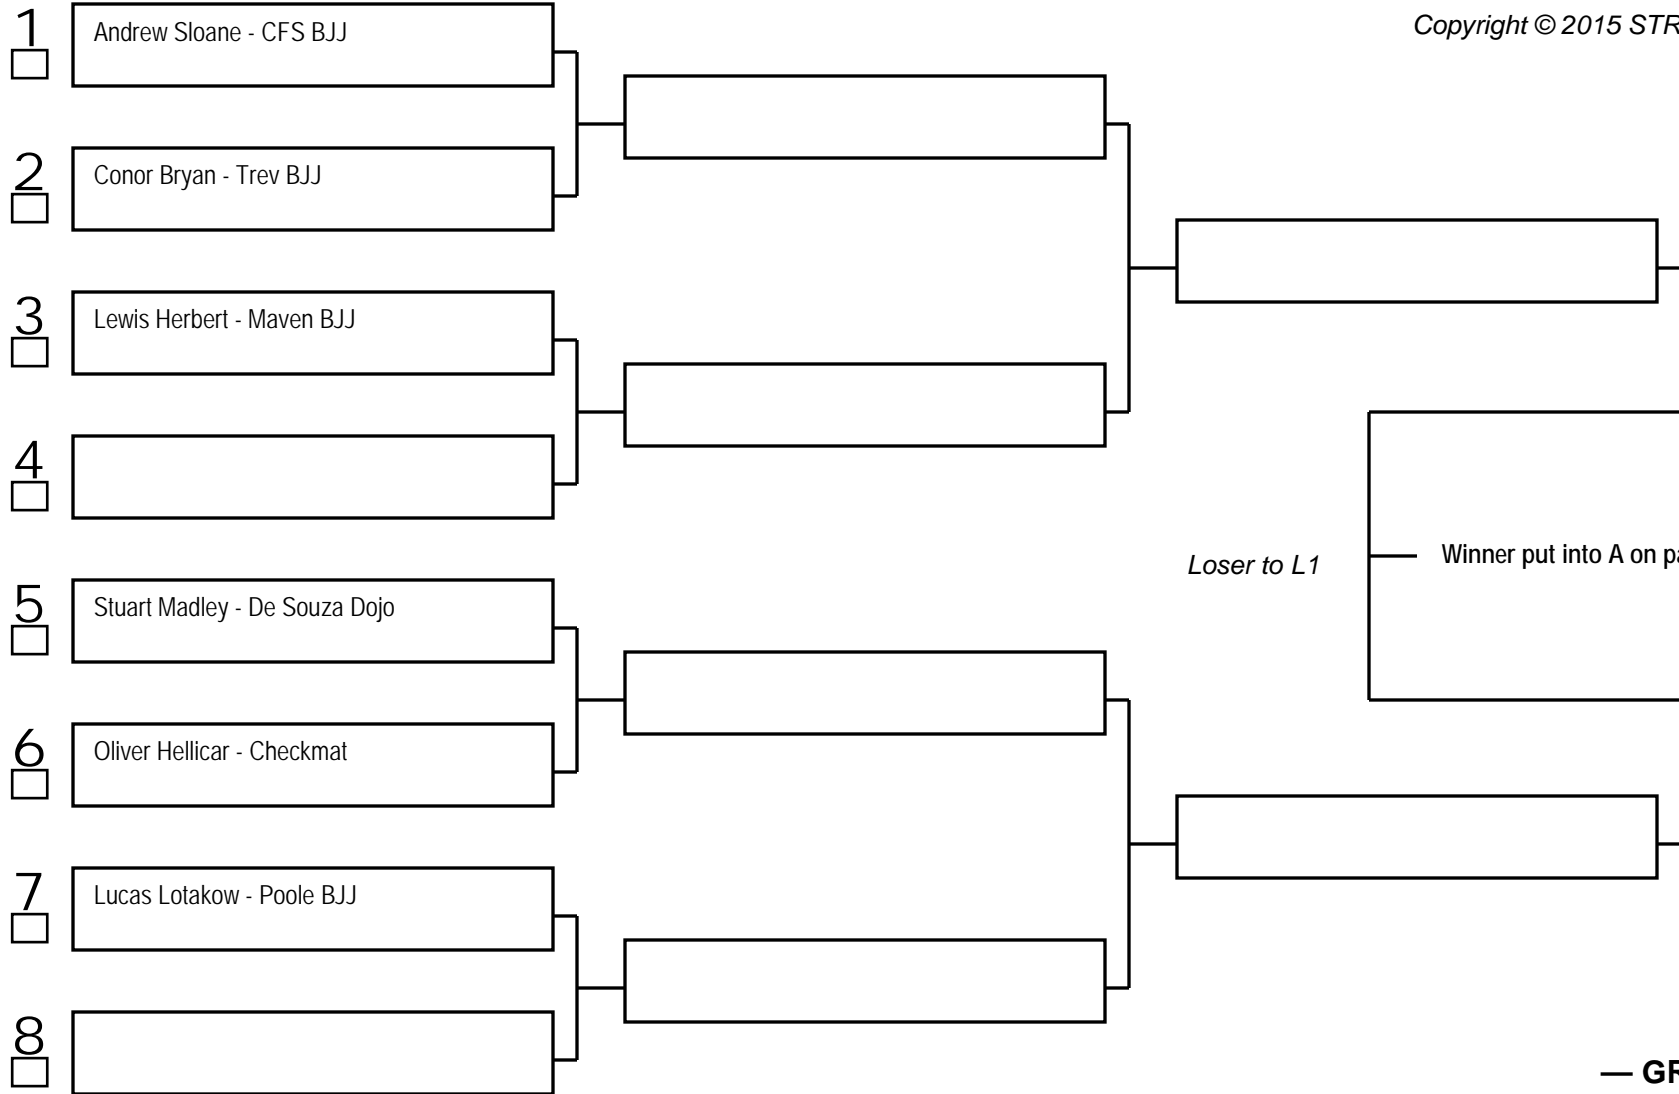 Copyright © 2015 STR
1
Andrew Sloane - CFS BJJ
2
Conor Bryan - Trev BJJ
3
Lewis Herbert - Maven BJJ
4
Loser to L1
Winner put into A on pa
5
Stuart Madley - De Souza Dojo
6
Oliver Hellicar - Checkmat
7
Lucas Lotakow - Poole BJJ
8
— GR